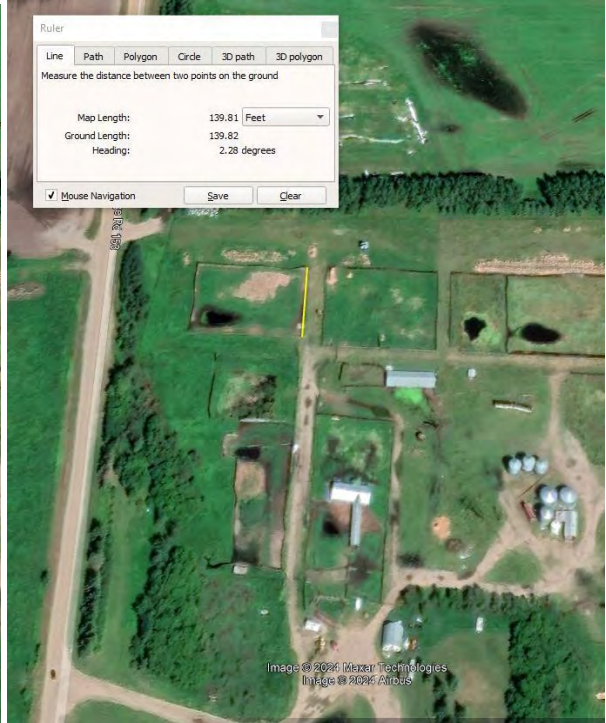 Ruler
Line Path Polygon Circle 3D path 3D polygon
Measure the distance between two points on the ground
Map Length: 139.81 Feet
Ground Length: 139.82
Heading: 2.28 degrees
Mouse Navigation Save Clear
Image © 2024 Maxar Technologies
Image © 2024 Airbus